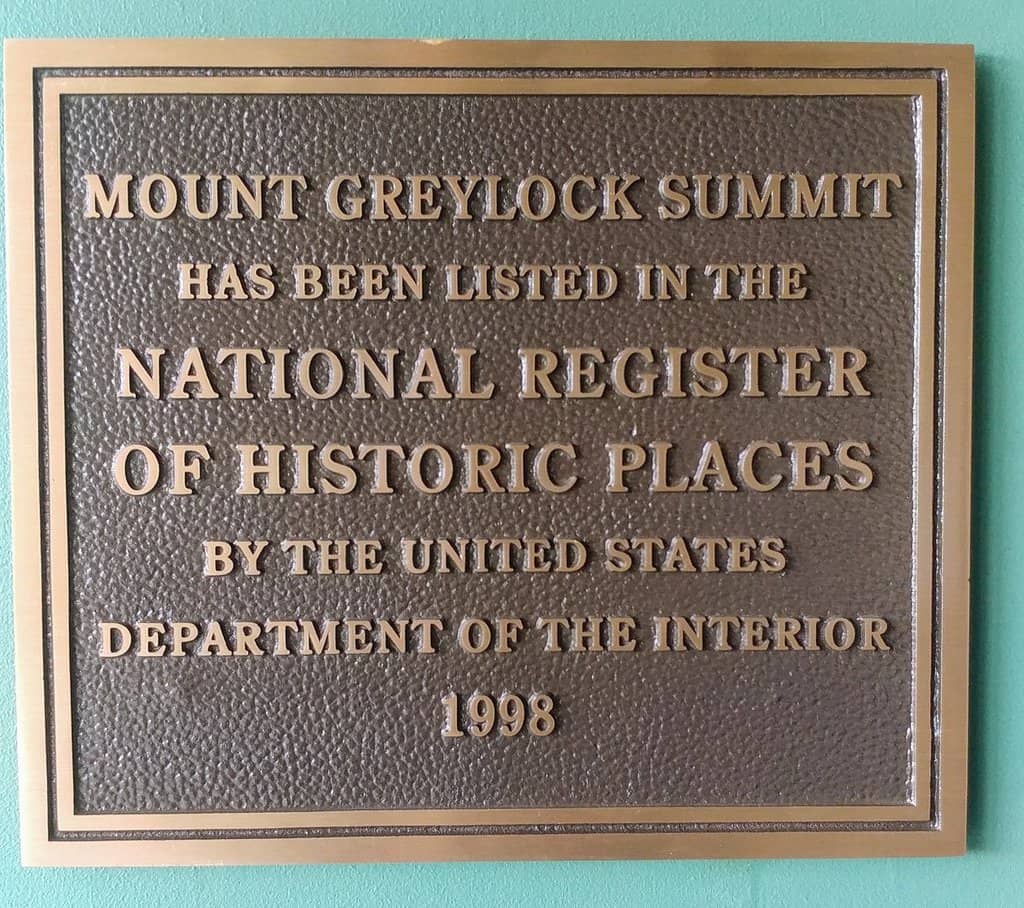 MOUNT GREYLOCK SUMMIT
HAS BEEN LISTED IN THE
NATIONAL REGISTER
OF HISTORIC PLACES
BY THE UNITED STATES
DEPARTMENT OF THE INTERIOR
1998